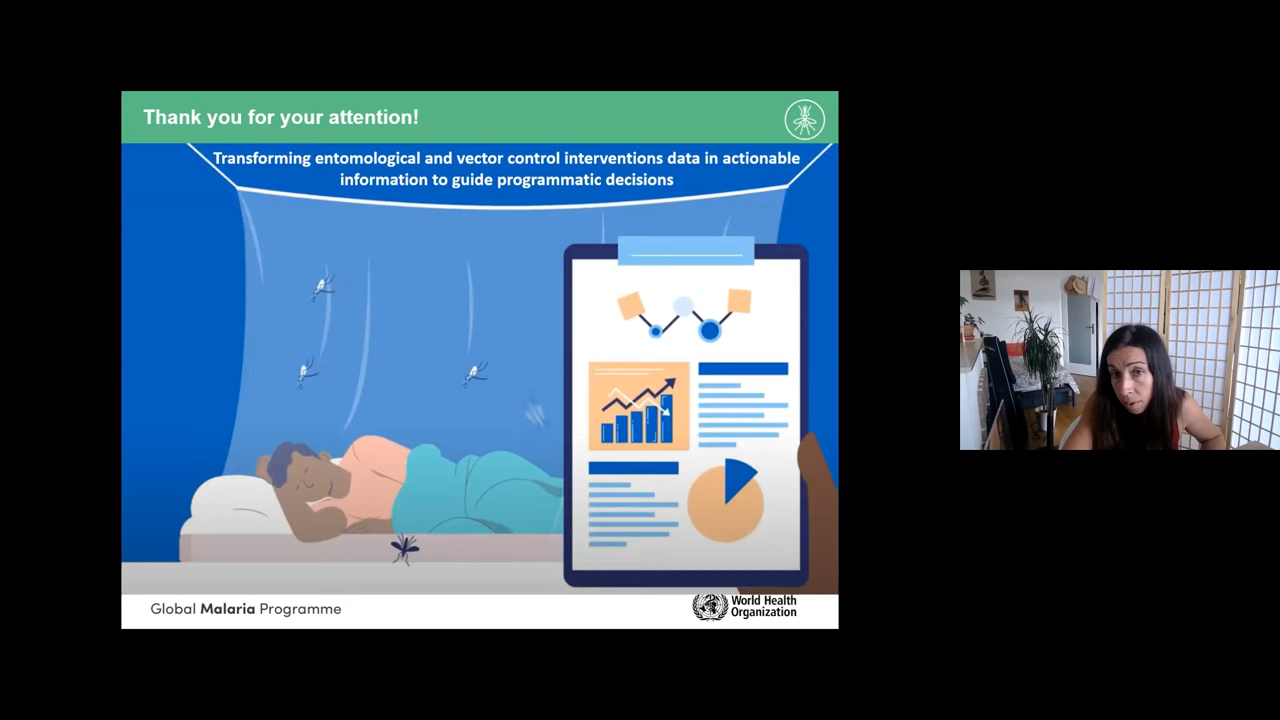 Thank you for your attention!
Transforming entomological and vector control interventions data in actionable
information to guide programmatic decisions
Global Malaria Programme
World Health
Organization